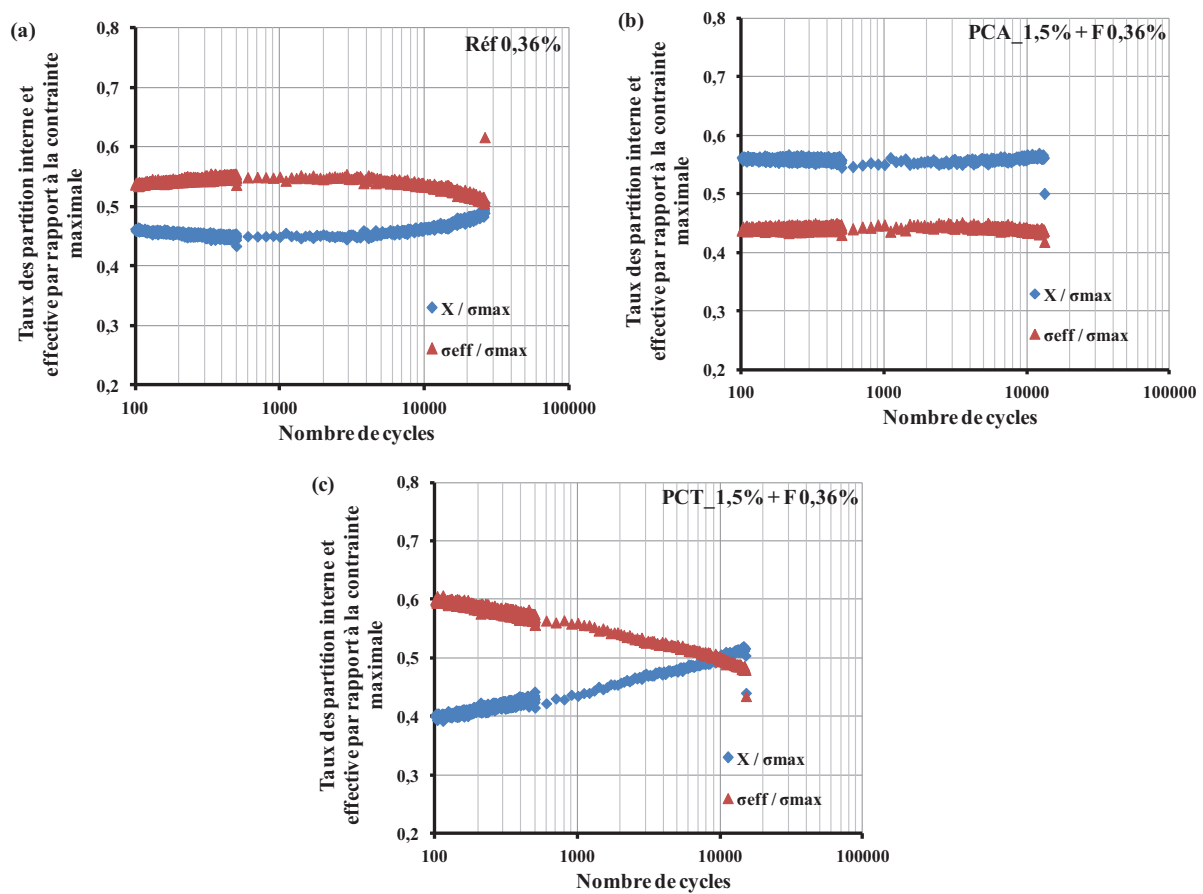 (a)
Réf 0,36%
Taux des partition interne et
effective par rapport à la contrainte
maximale
0,8
0,7
0,6
0,5
0,4
0,3
0,2
X / σmax
σeff / σmax
100
1000
10000
100000
Nombre de cycles
(b)
PCA_1,5% + F 0,36%
Taux des partition interne et
effective par rapport à la contrainte
maximale
0,8
0,7
0,6
0,5
0,4
0,3
0,2
X / σmax
σeff / σmax
100
1000
10000
100000
Nombre de cycles
(c)
PCT_1,5% + F 0,36%
Taux des partition interne et
effective par rapport à la contrainte
maximale
0,8
0,7
0,6
0,5
0,4
0,3
0,2
X / σmax
σeff / σmax
100
1000
10000
100000
Nombre de cycles